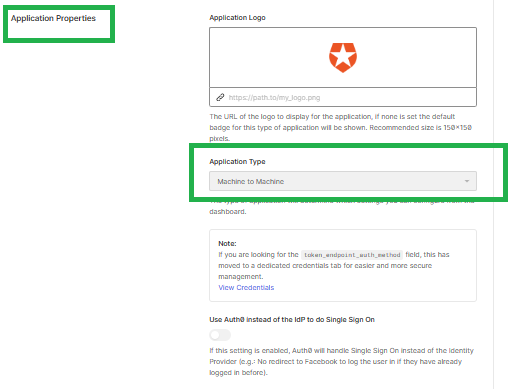 Application Properties
Application Logo
https://path.to/my_logo.png
The URL of the logo to display for the application, if none is set the default
badge for this type of application will be shown. Recommended size is 150×150
pixels.
Application Type
Machine to Machine
dashboard.
Note:
If you are looking for the token_endpoint_auth_method field, this has
moved to a dedicated credentials tab for easier and more secure
management.
View Credentials
Use Auth0 instead of the IdP to do Single Sign On
If this setting is enabled, Auth0 will handle Single Sign On instead of the Identity
Provider (e.g.: No redirect to Facebook to log the user in if they have already
logged in before).